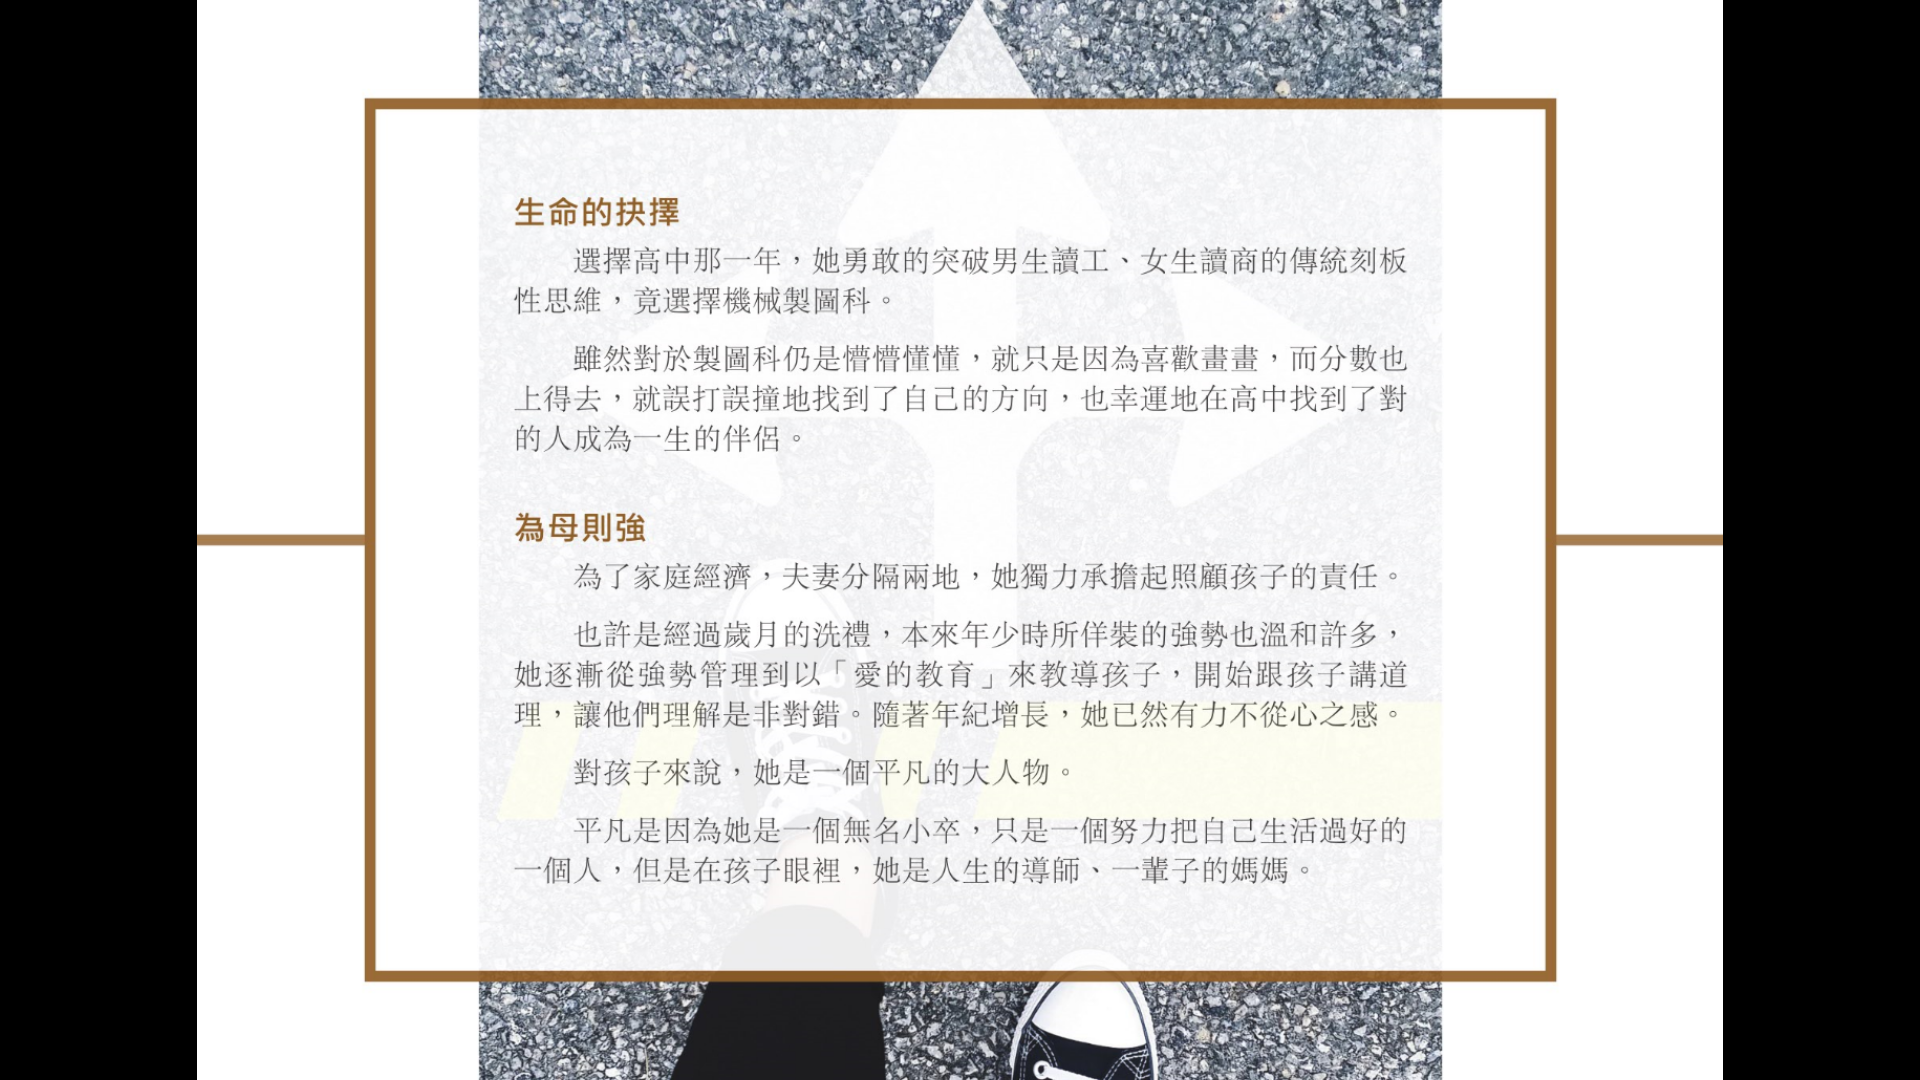 生命的抉擇
選擇高中那一年，她勇敢的突破男生讀工、女生讀商的傳統刻板
性思維，竟選擇機械製圖科。
雖然對於製圖科仍是懵懵懂懂，就只是因為喜歡畫畫，而分數也
上得去，就誤打誤撞地找到了自己的方向，也幸運地在高中找到了對
的人成為一生的伴侶。
為母則強
為了家庭經濟，夫妻分隔兩地，她獨力承擔起照顧孩子的責任。
也許是經過歲月的洗禮，本來年少時所佯裝的強勢也溫和許多，
她逐漸從強勢管理到以「愛的教育」來教導孩子，開始跟孩子講道
理，讓他們理解是非對錯。隨著年紀增長，她已然有力不從心之感。
對孩子來說，她是一個平凡的大人物。
平凡是因為她是一個無名小卒，只是一個努力把自己生活過好的
一個人，但是在孩子眼裡，她是人生的導師、一輩子的媽媽。